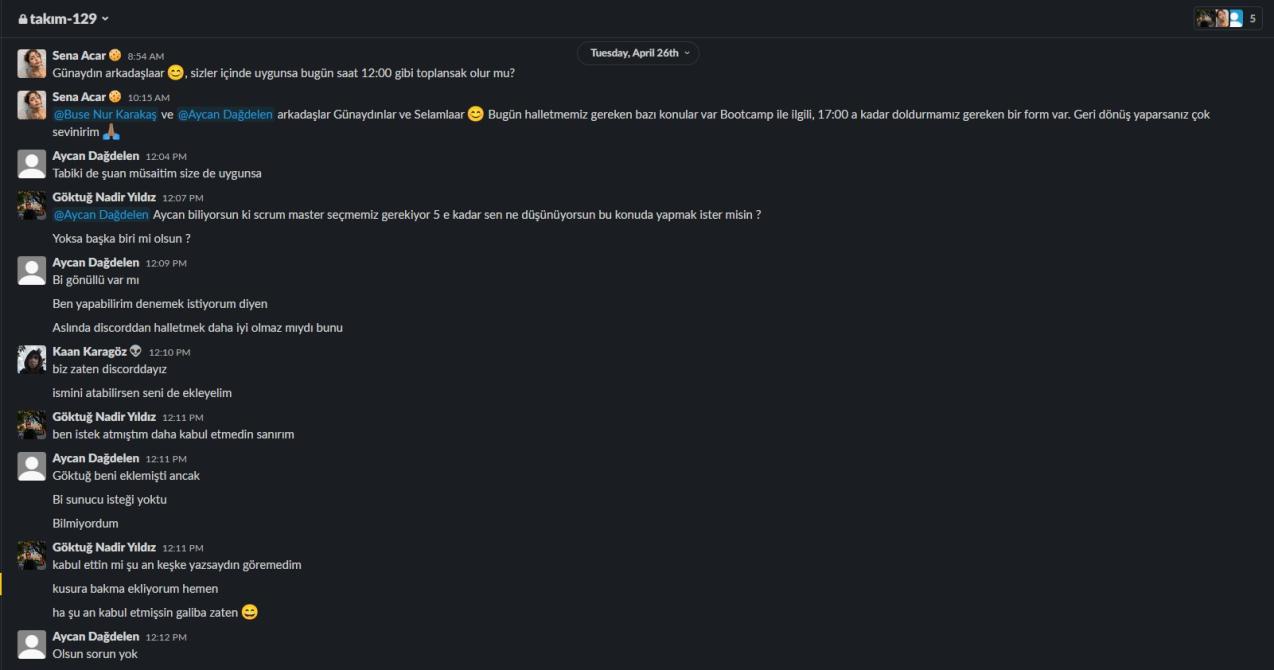 takım-129
5
Tuesday, April 26th
Sena Acar 8:54 AM
Günaydın arkadaşlaar 😊, sizler içinde uygunsa bugün saat 12:00 gibi toplansak olur mu?
Sena Acar 10:15 AM
@Buse Nur Karakaş ve @Aycan Dağdelen arkadaşlar Günaydınlar ve Selamlaar 😊 Bugün halletmemiz gereken bazı konular var Bootcamp ile ilgili, 17:00 a kadar doldurmamız gereken bir form var. Geri dönüş yaparsanız çok
sevinirim 🙏🏽
Aycan Dağdelen 12:04 PM
Tabiki de şuan müsaitim size de uygunsa
Göktuğ Nadir Yıldız 12:07 PM
@Aycan Dağdelen Aycan biliyorsun ki scrum master seçmemiz gerekiyor 5 e kadar sen ne düşünüyorsun bu konuda yapmak ister misin ?
Yoksa başka biri mi olsun ?
Aycan Dağdelen 12:09 PM
Bi gönüllü var mı
Ben yapabilirim denemek istiyorum diyen
Aslında discorddan halletmek daha iyi olmaz mıydı bunu
Kaan Karagöz 12:10 PM
biz zaten discorddayız
ismini atabilirsen seni de ekleyelim
Göktuğ Nadir Yıldız 12:11 PM
ben istek atmıştım daha kabul etmedin sanırım
Aycan Dağdelen 12:11 PM
Göktuğ beni eklemişti ancak
Bi sunucu isteği yoktu
Bilmiyordum
Göktuğ Nadir Yıldız 12:11 PM
kabul ettin mi şu an keşke yazsaydın göremedim
kusura bakma ekliyorum hemen
ha şu an kabul etmişsin galiba zaten 😄
Aycan Dağdelen 12:12 PM
Olsun sorun yok